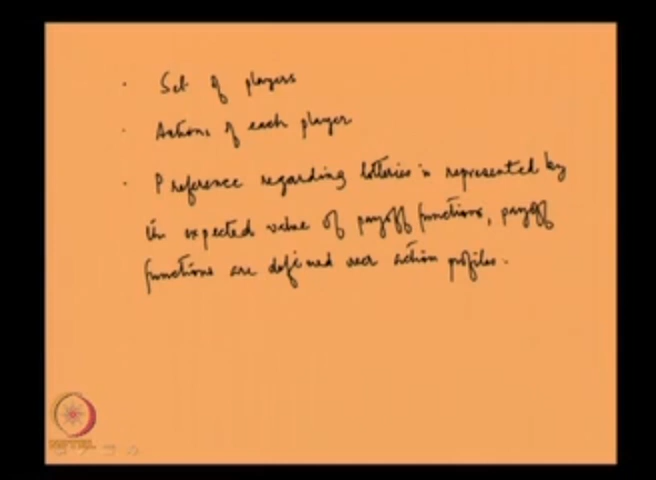 · Set of players
· Actions of each player
· Preference regarding lotteries is represented by
the expected value of payoff functions, payoff
functions are defined over action profiles.
NPTEL